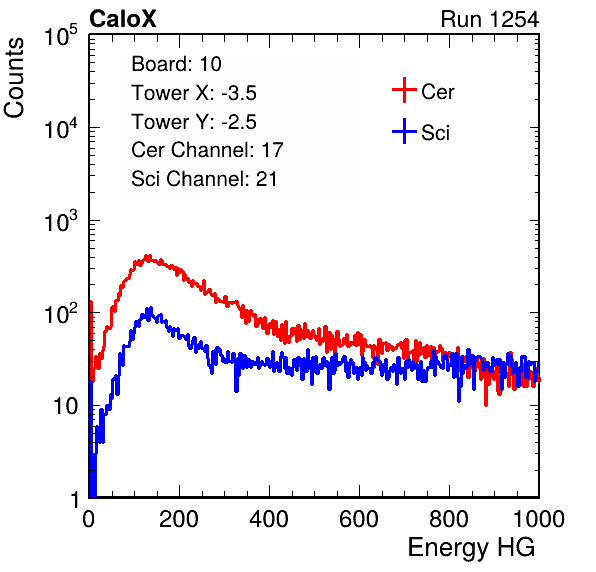 CaloX Run 1254
Counts
10^5
10^4
10^3
10^2
10
1
Board: 10
Tower X: -3.5
Tower Y: -2.5
Cer Channel: 17
Sci Channel: 21
Cer
Sci
0 200 400 600 800 1000
Energy HG